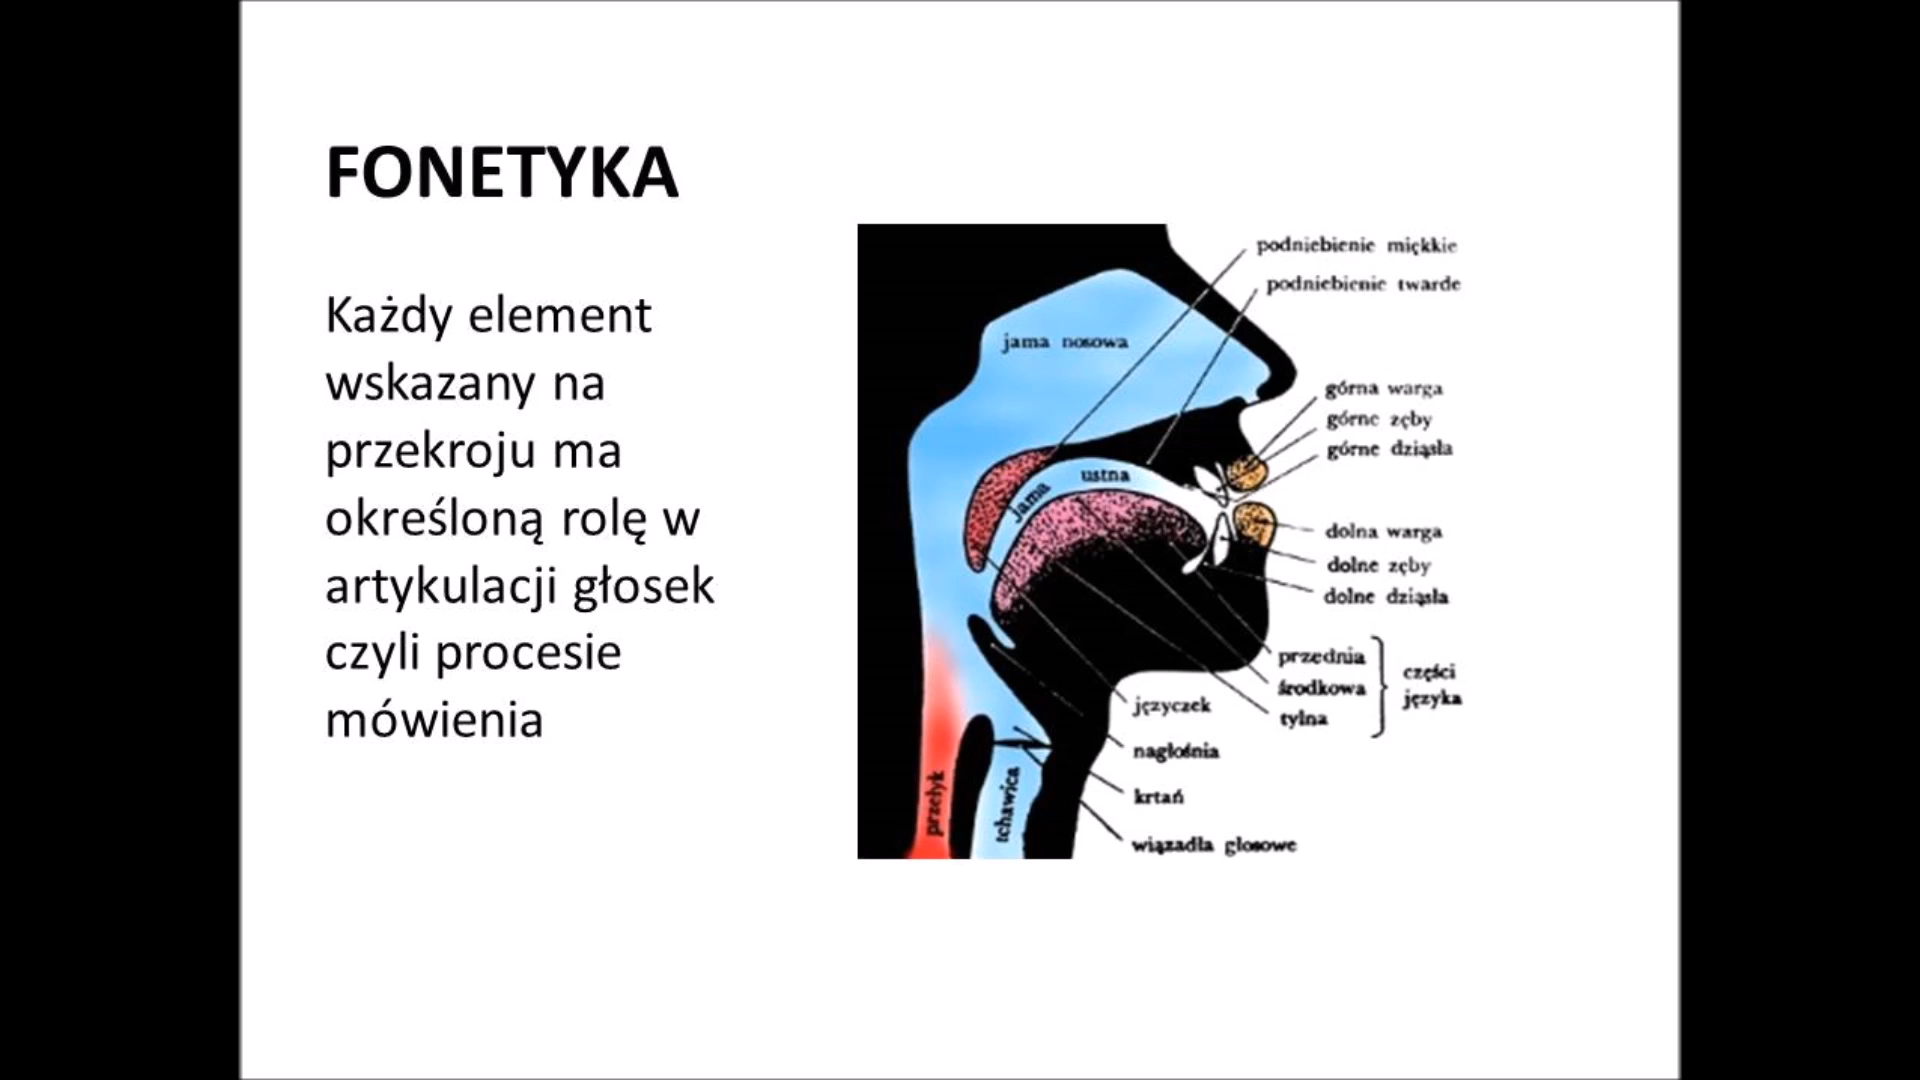 FONETYKA
Każdy element
wskazany na
przekroju ma
określoną rolę w
artykulacji głosek
czyli procesie
mówienia
podniebienie miękkie
podniebienie twarde
jama nosowa
górna warga
górne zęby
górne dziąsła
jama ustna
dolna warga
dolne zęby
dolne dziąsła
przednia
środkowa
tylna
części
języka
języczek
nagłośnia
krtań
wiązadła głosowe
przełyk
tchawica